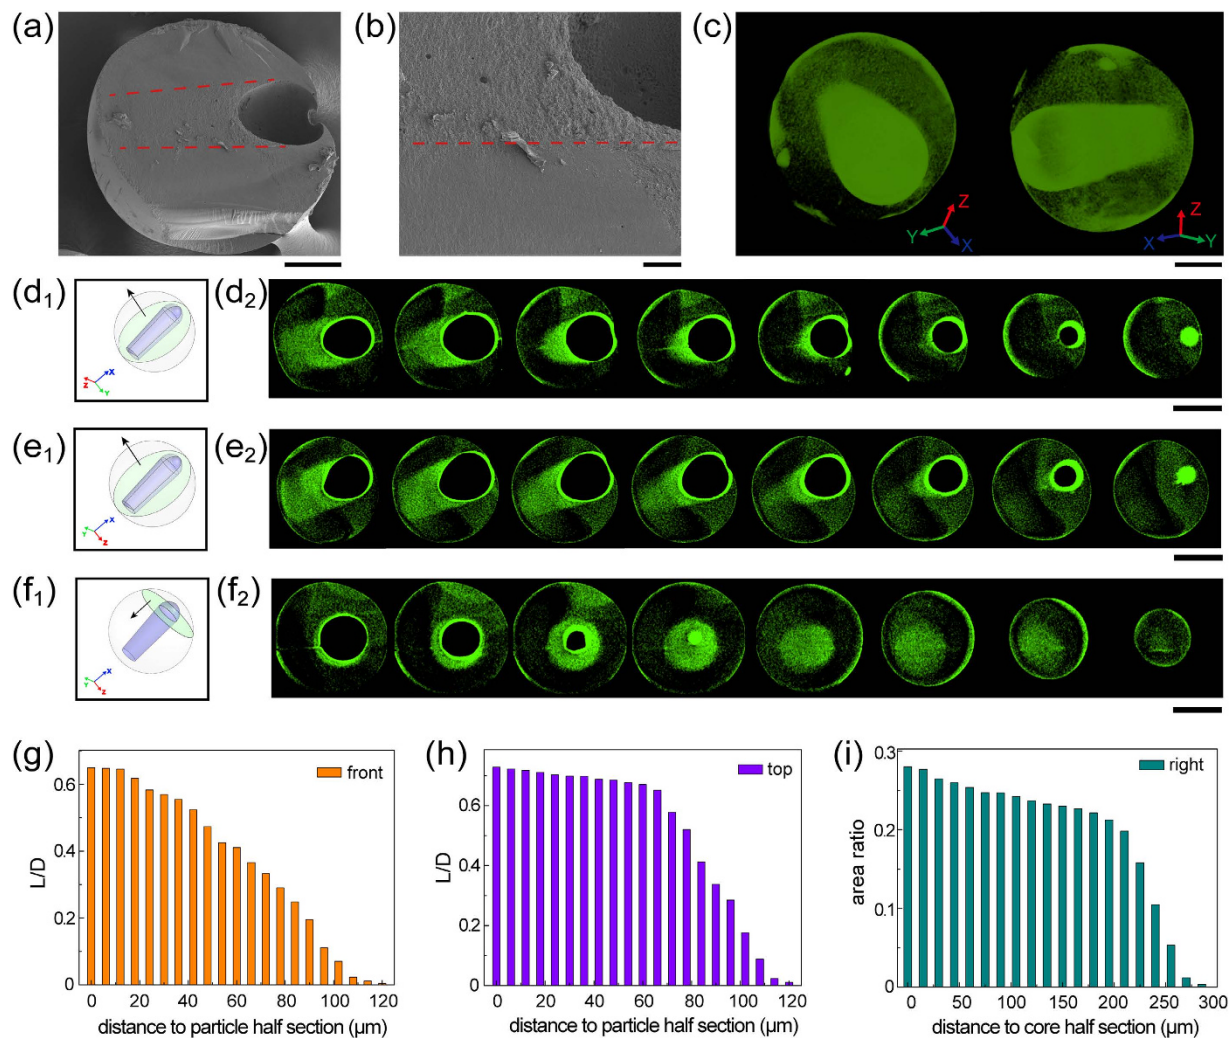 (a)
(b)
(c)
Z
Y
X
Z
X
Y
(d1)
Z
X
Y
(d2)
(e1)
Y
X
Z
(e2)
(f1)
Y
X
Z
(f2)
(g)
front
0.6
0.4
0.2
0
L/D
0 20 40 60 80 100 120
distance to particle half section (µm)
(h)
top
0.6
0.4
0.2
0
L/D
0 20 40 60 80 100 120
distance to particle half section (µm)
(i)
right
0.3
0.2
0.1
0
area ratio
0 50 100 150 200 250 300
distance to core half section (µm)